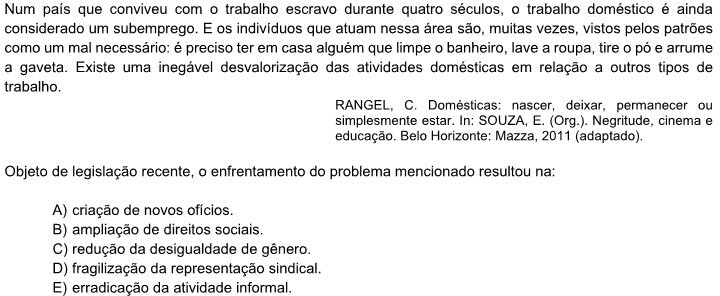 Num país que conviveu com o trabalho escravo durante quatro séculos, o trabalho doméstico é ainda
considerado um subemprego. E os indivíduos que atuam nessa área são, muitas vezes, vistos pelos patrões
como um mal necessário: é preciso ter em casa alguém que limpe o banheiro, lave a roupa, tire o pó e arrume
a gaveta. Existe uma inegável desvalorização das atividades domésticas em relação a outros tipos de
trabalho.
RANGEL, C. Domésticas: nascer, deixar, permanecer ou
simplesmente estar. In: SOUZA, E. (Org.). Negritude, cinema e
educação. Belo Horizonte: Mazza, 2011 (adaptado).
Objeto de legislação recente, o enfrentamento do problema mencionado resultou na:
A) criação de novos ofícios.
B) ampliação de direitos sociais.
C) redução da desigualdade de gênero.
D) fragilização da representação sindical.
E) erradicação da atividade informal.